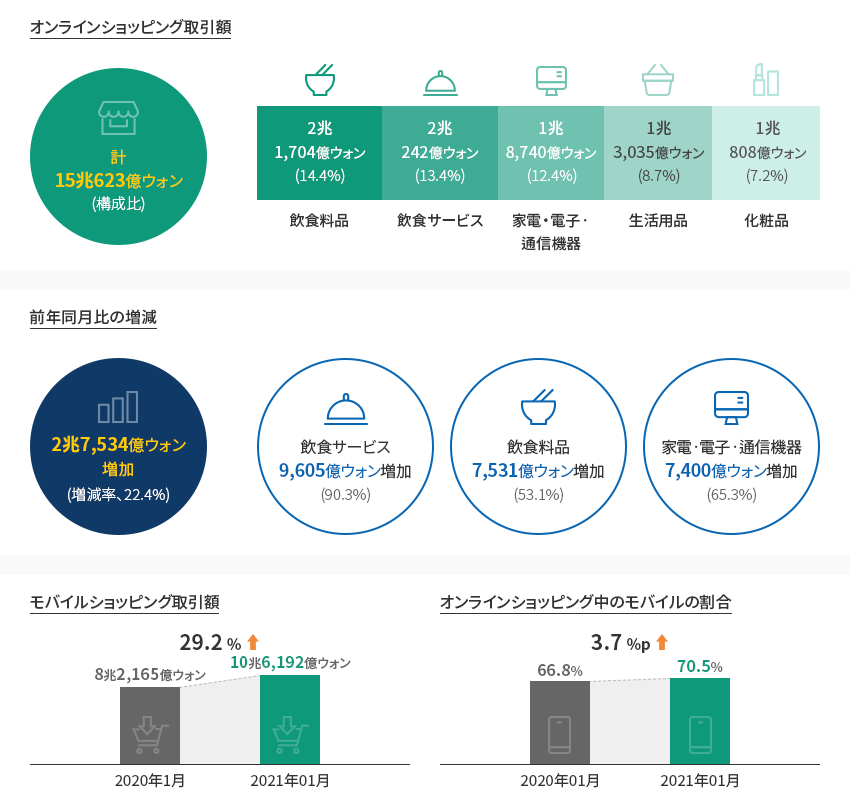 オンラインショッピング取引額
計
15兆623億ウォン
(構成比)
2兆
1,704億ウォン
(14.4%)
飲食料品
2兆
242億ウォン
(13.4%)
飲食サービス
1兆
8,740億ウォン
(12.4%)
家電・電子·
通信機器
1兆
3,035億ウォン
(8.7%)
生活用品
1兆
808億ウォン
(7.2%)
化粧品
前年同月比の増減
2兆7,534億ウォン
増加
(増減率、22.4%)
飲食サービス
9,605億ウォン増加
(90.3%)
飲食料品
7,531億ウォン増加
(53.1%)
家電·電子·通信機器
7,400億ウォン増加
(65.3%)
モバイルショッピング取引額
29.2 %
8兆2,165億ウォン
10兆6,192億ウォン
2020年1月
2021年01月
オンラインショッピング中のモバイルの割合
3.7 %p
66.8%
70.5%
2020年01月
2021年01月